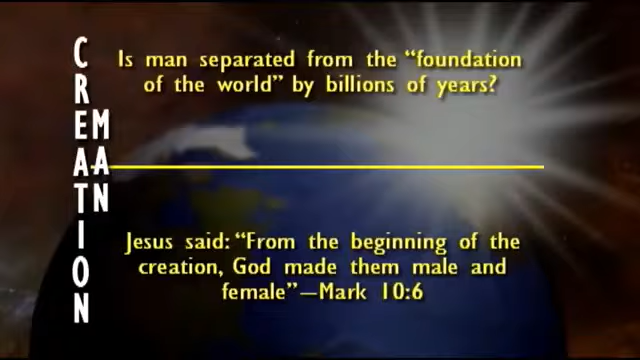 CREATION
MAN
Is man separated from the “foundation
of the world” by billions of years?
Jesus said: “From the beginning of the
creation, God made them male and
female”—Mark 10:6